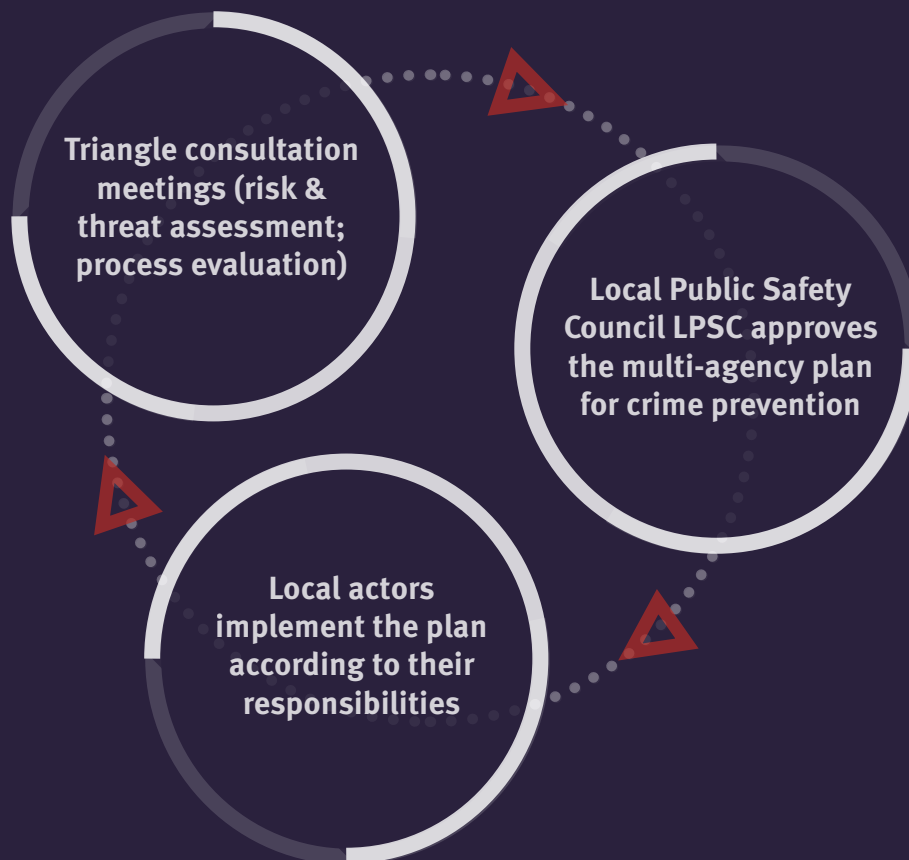 Triangle consultation
meetings (risk &
threat assessment;
process evaluation)
Local Public Safety
Council LPSC approves
the multi-agency plan
for crime prevention
Local actors
implement the plan
according to their
responsibilities